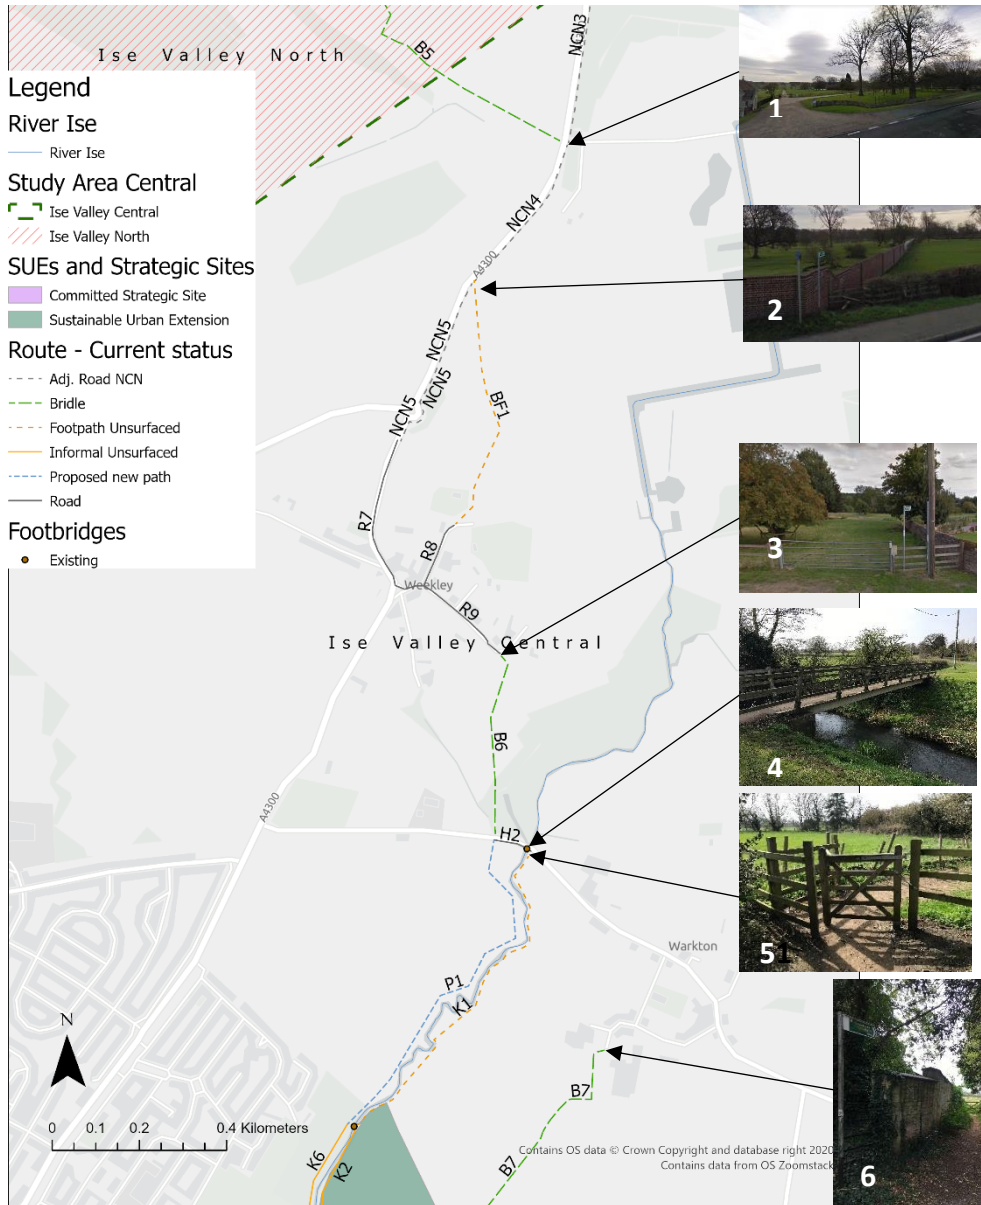 Ise Valley North
Legend
River Ise
River Ise
Study Area Central
Ise Valley Central
Ise Valley North
SUEs and Strategic Sites
Committed Strategic Site
Sustainable Urban Extension
Route - Current status
Adj. Road NCN
Bridle
Footpath Unsurfaced
Informal Unsurfaced
Proposed new path
Road
Footbridges
Existing
B5
NCN3
NCN4
A4300
NCN5
NCN5
NCN5
BF1
R7
R8
Weekley
R9
Ise Valley Central
B6
A4300
H2
Warkton
P1
K1
B7
B7
K6
K2
N
0 0.1 0.2 0.4 Kilometers
Contains OS data © Crown Copyright and database right 2020
Contains data from OS Zoomstack
1
2
3
4
51
6